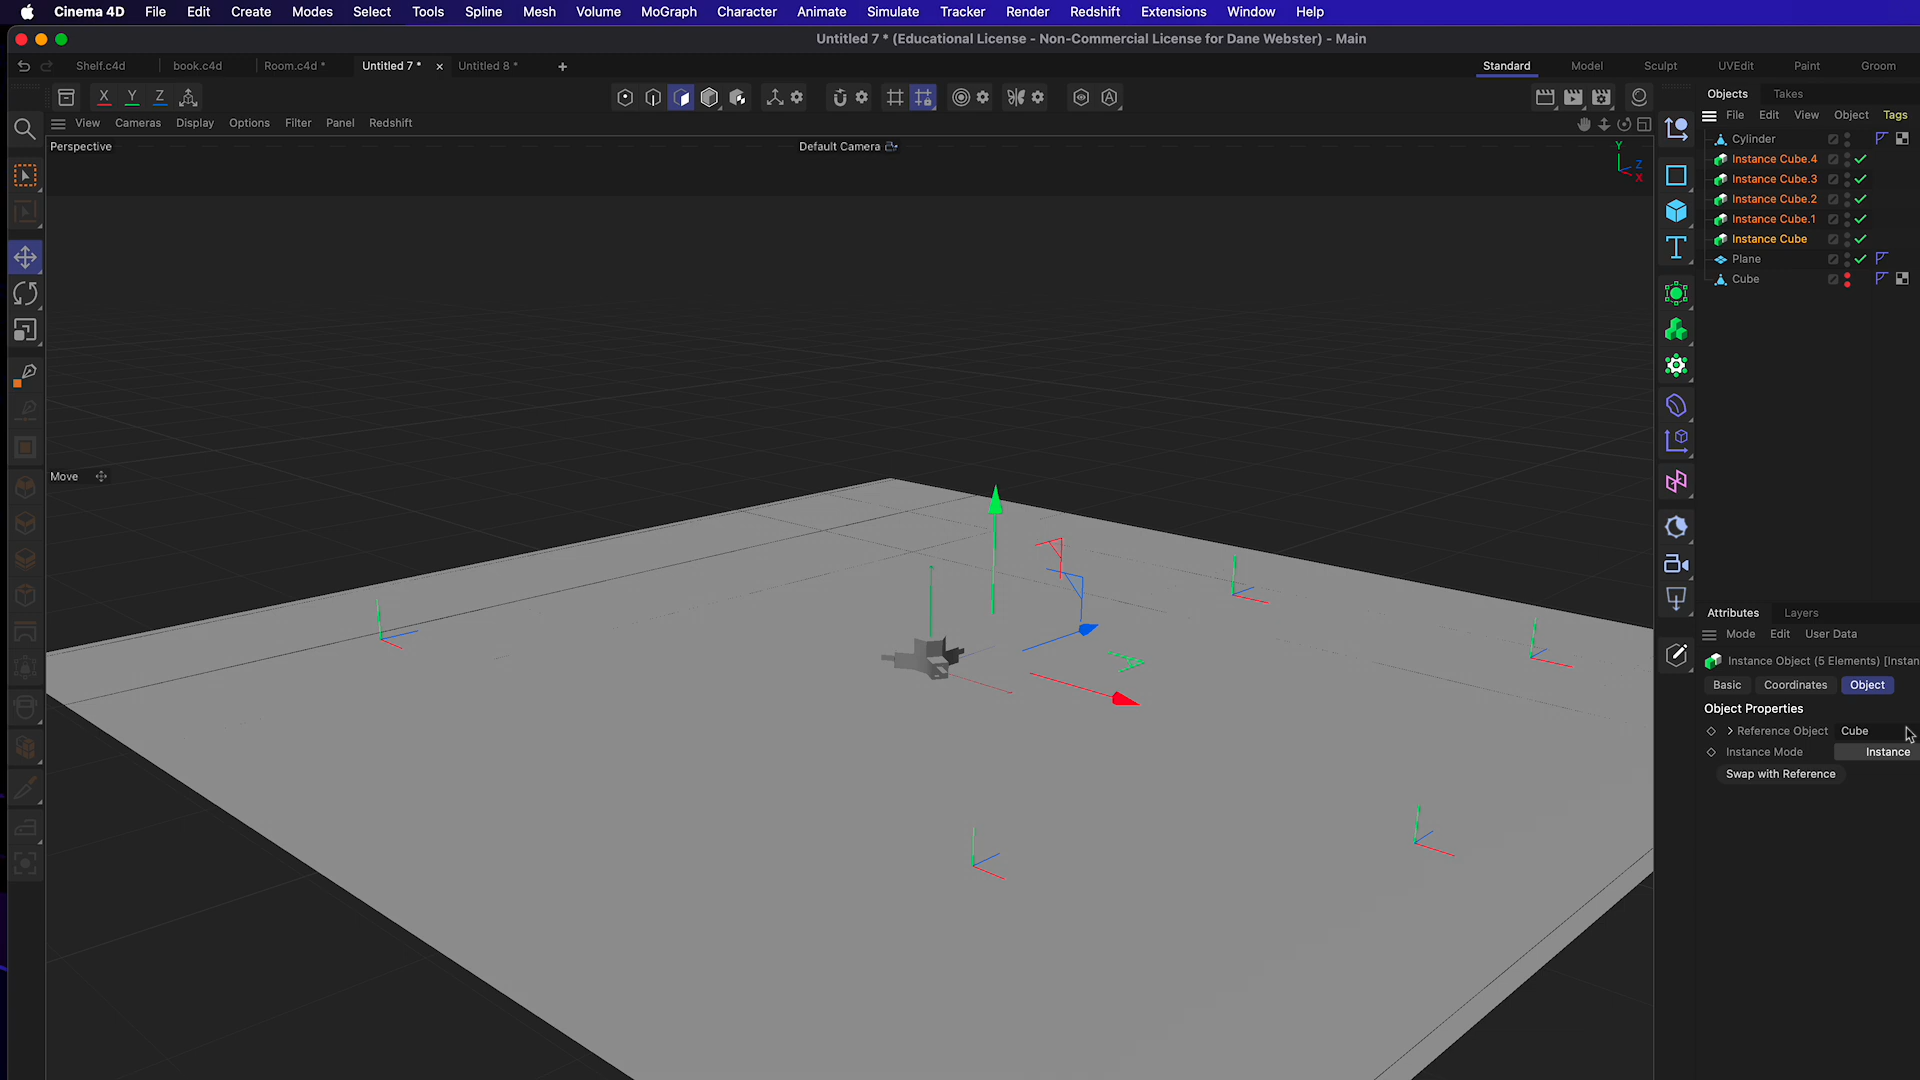 Cinema 4D File Edit Create Modes Select Tools Spline Mesh Volume MoGraph Character Animate Simulate Tracker Render Redshift Extensions Window Help
Untitled 7 * (Educational License - Non-Commercial License for Dane Webster) - Main
Shelf.c4d book.c4d Room.c4d * Untitled 7 * × Untitled 8 * + Standard Model Sculpt UVEdit Paint Groom
X Y Z
Objects Takes
View Cameras Display Options Filter Panel Redshift
File Edit View Object Tags
Perspective
Default Camera
Y
Z
X
Cylinder
Instance Cube.4
Instance Cube.3
Instance Cube.2
Instance Cube.1
Instance Cube
Plane
Cube
Move
Attributes Layers
Mode Edit User Data
Instance Object (5 Elements) [Instan
Basic Coordinates Object
Object Properties
Reference Object Cube
Instance Mode Instance
Swap with Reference